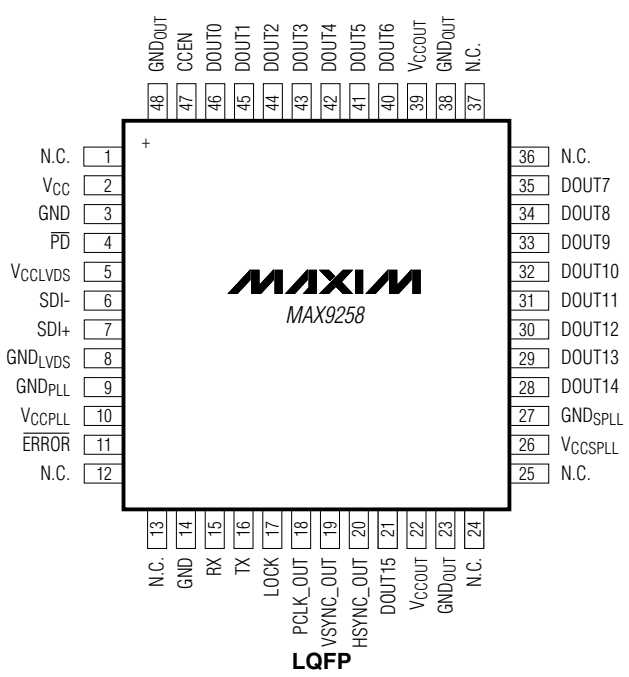 GNDOUT CCEN DOUT0 DOUT1 DOUT2 DOUT3 DOUT4 DOUT5 DOUT6 VCCOUT GNDOUT N.C.
48 47 46 45 44 43 42 41 40 39 38 37
+
N.C. 1
VCC 2
GND 3
P̅D̅ 4
VCCLVDS 5
SDI- 6
SDI+ 7
GNDLVDS 8
GNDPLL 9
VCCPLL 10
E̅R̅R̅O̅R̅ 11
N.C. 12
MAXIM
MAX9258
36 N.C.
35 DOUT7
34 DOUT8
33 DOUT9
32 DOUT10
31 DOUT11
30 DOUT12
29 DOUT13
28 DOUT14
27 GNDSPLL
26 VCCSPLL
25 N.C.
13 14 15 16 17 18 19 20 21 22 23 24
N.C. GND RX TX LOCK PCLK_OUT VSYNC_OUT HSYNC_OUT DOUT15 VCCOUT GNDOUT N.C.
LQFP